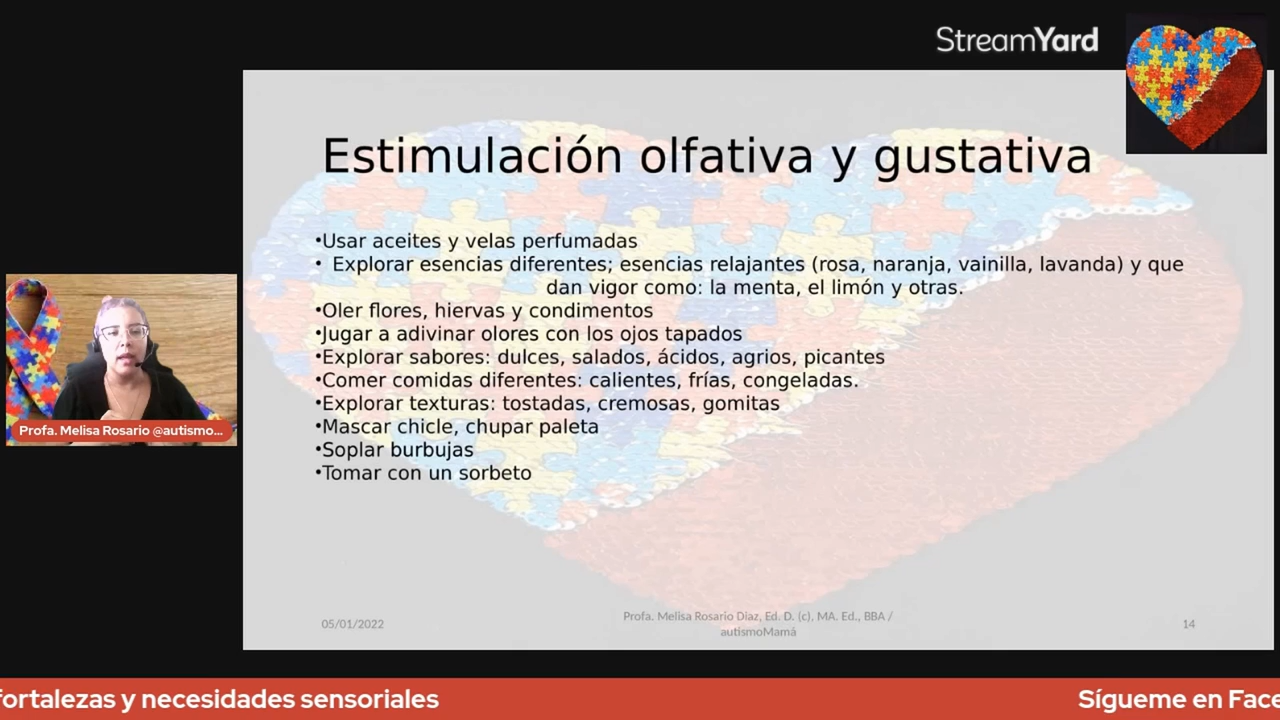 StreamYard
Estimulación olfativa y gustativa
•Usar aceites y velas perfumadas
• Explorar esencias diferentes; esencias relajantes (rosa, naranja, vainilla, lavanda) y que
dan vigor como: la menta, el limón y otras.
•Oler flores, hiervas y condimentos
•Jugar a adivinar olores con los ojos tapados
•Explorar sabores: dulces, salados, ácidos, agrios, picantes
•Comer comidas diferentes: calientes, frías, congeladas.
•Explorar texturas: tostadas, cremosas, gomitas
•Mascar chicle, chupar paleta
•Soplar burbujas
•Tomar con un sorbeto
Profa. Melisa Rosario @autismo...
05/01/2022
Profa. Melisa Rosario Diaz, Ed. D. (c), MA. Ed., BBA /
autismoMamá
14
fortalezas y necesidades sensoriales
Sígueme en Face